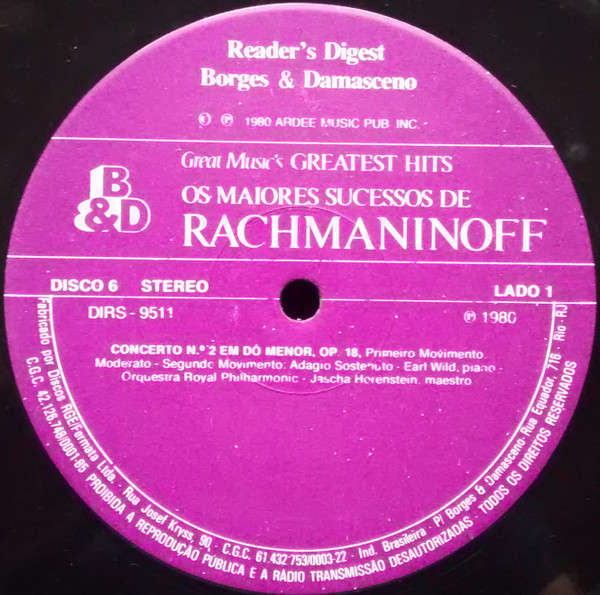 Reader's Digest
Borges & Damasceno
© ℗ 1980 ARDEE MUSIC PUB. INC.
Great Music's GREATEST HITS
B&D
OS MAIORES SUCESSOS DE
RACHMANINOFF
DISCO 6 STEREO
LADO 1
DIRS - 9511
℗ 1980
CONCERTO N.º 2 EM DÓ MENOR, OP. 18, Primeiro Movimento:
Moderato - Segundo Movimento: Adagio Sostenuto - Earl Wild, piano -
Orquestra Royal Philharmonic - Jascha Horenstein, maestro
Fabricado por Discos RGE/Fermata Ltda. - Rua Josef Kryss, 90 - C.G.C. 61.432.753/0003-22 - Ind. Brasileira - P/ Borges & Damasceno - Rua Equador, 716 - Rio - RJ
C.G.C. 42.126.748/0001-85 PROIBIDA A REPRODUÇÃO PÚBLICA E A RÁDIO TRANSMISSÃO DESAUTORIZADAS - TODOS OS DIREITOS RESERVADOS